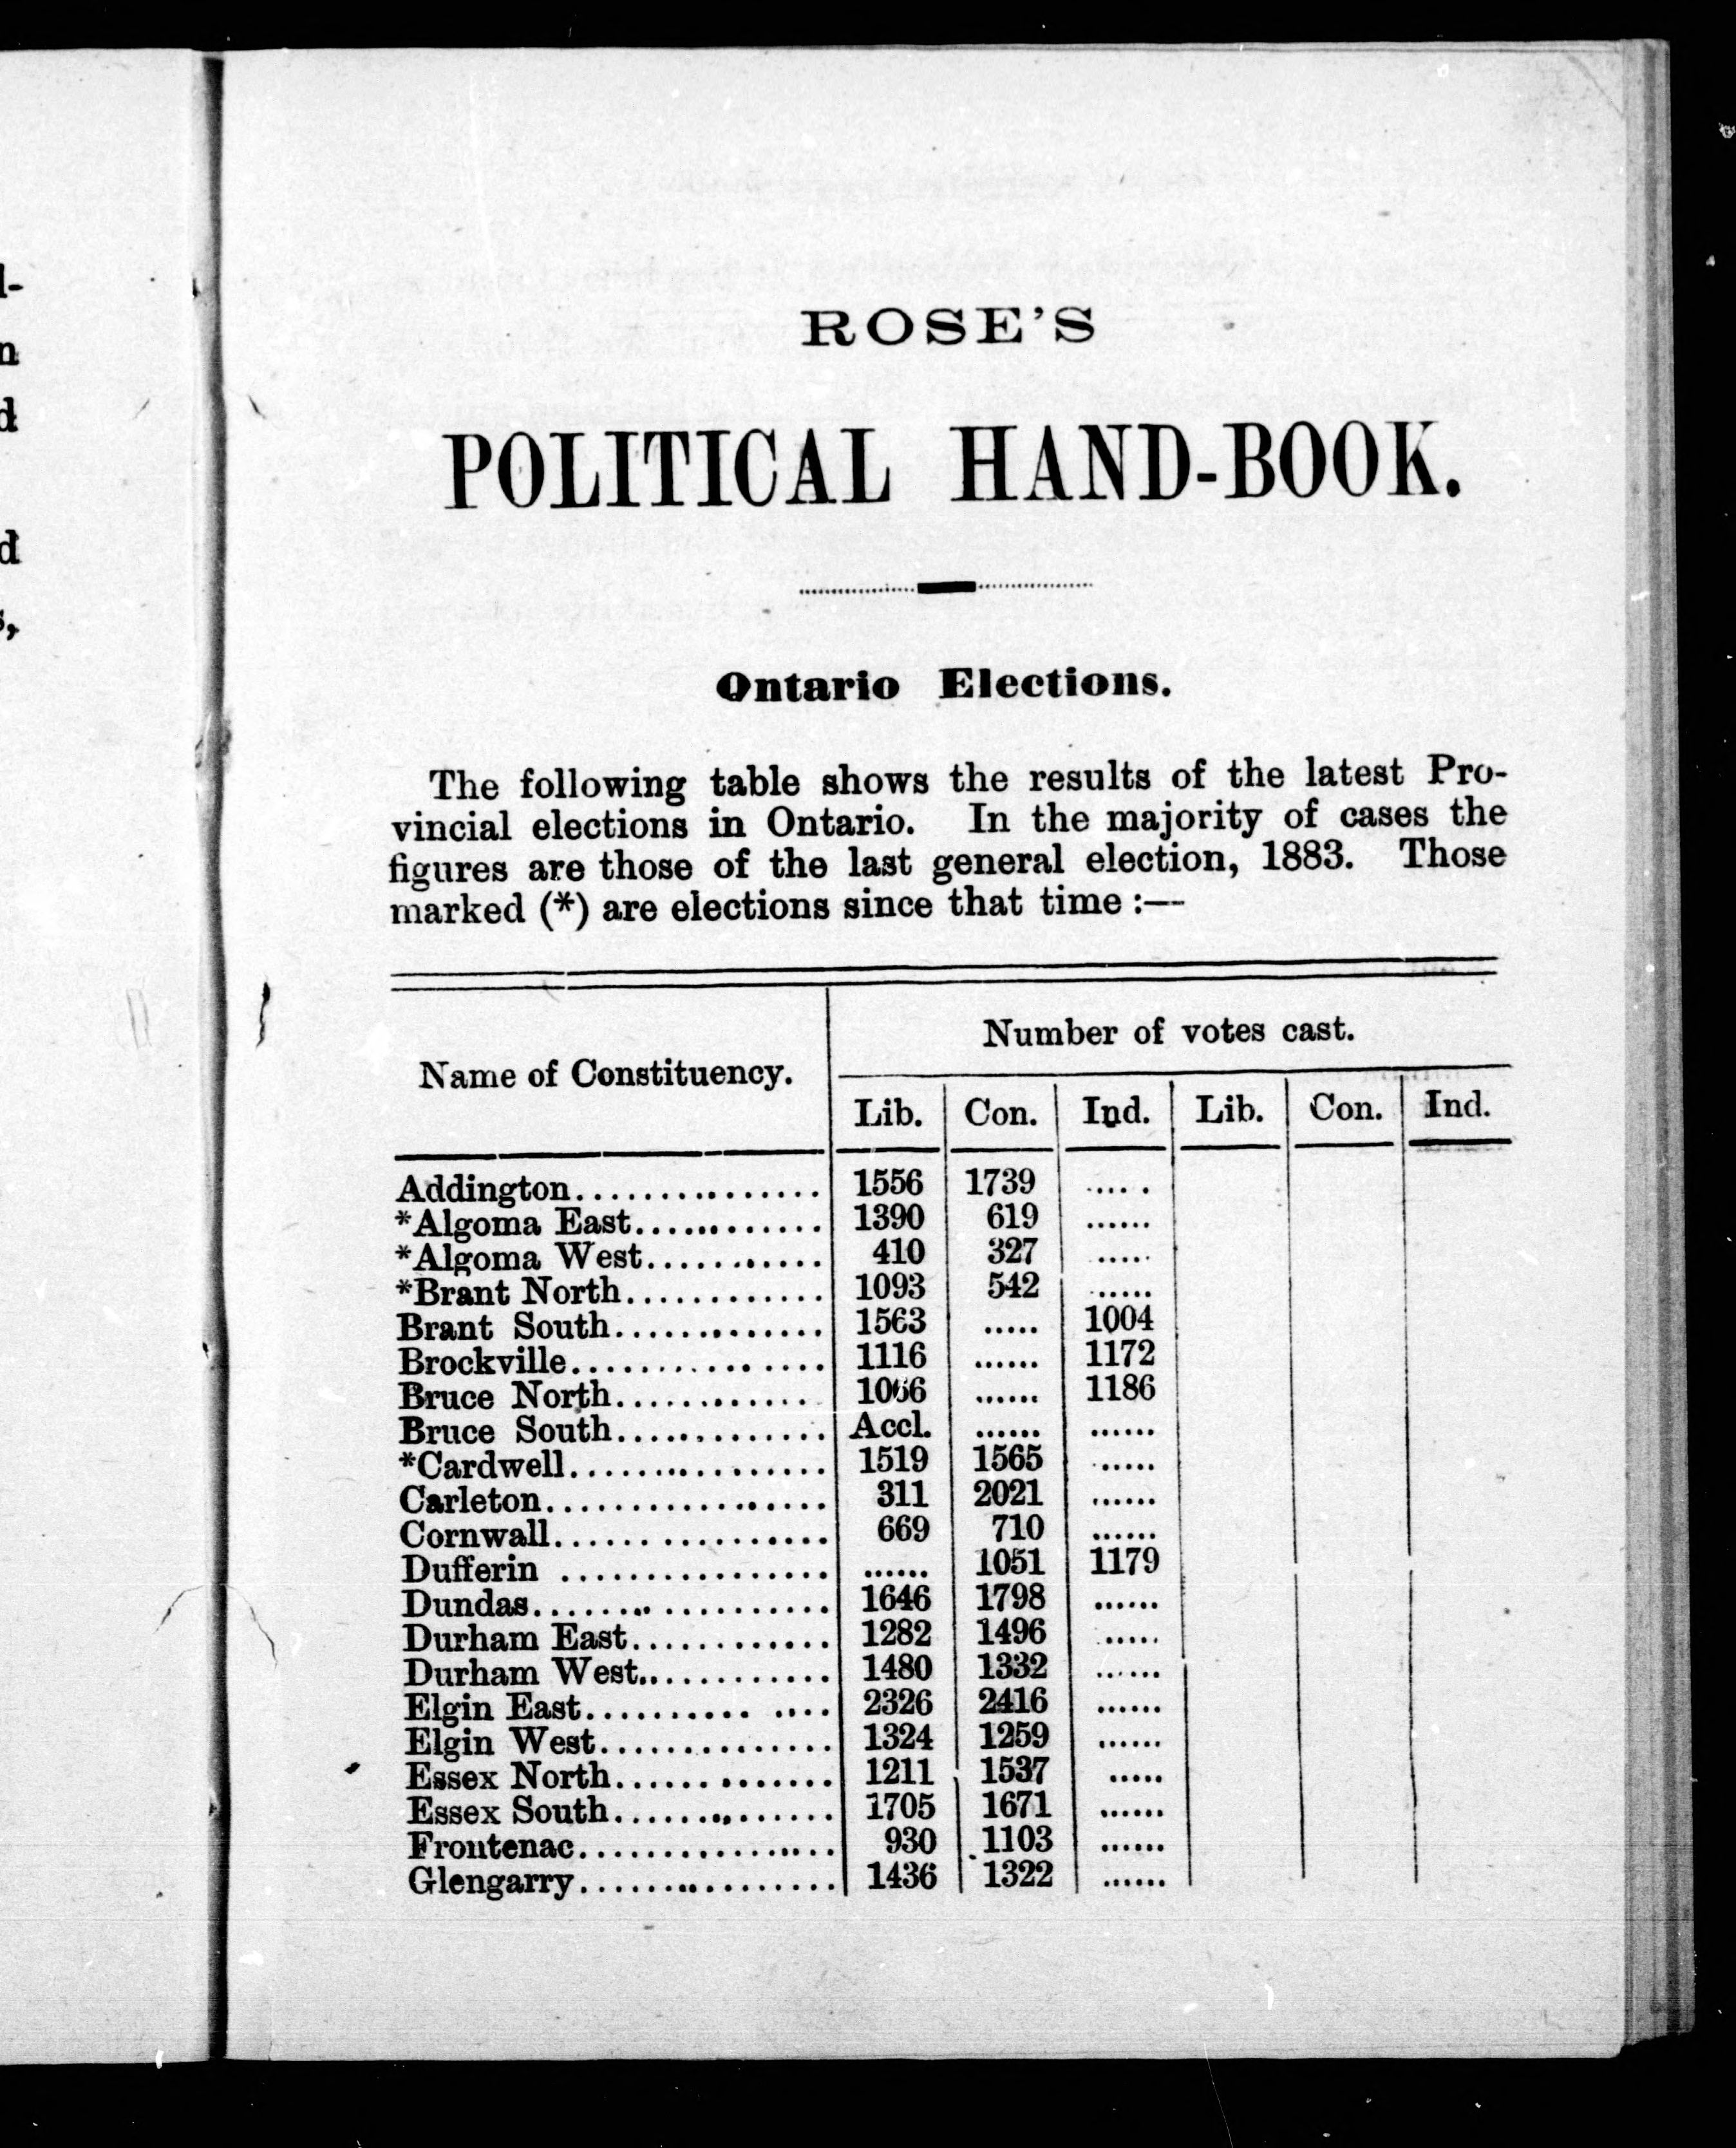 ROSE'S
POLITICAL HAND-BOOK.
Ontario Elections.
The following table shows the results of the latest Pro-
vincial elections in Ontario. In the majority of cases the
figures are those of the last general election, 1883. Those
marked (*) are elections since that time :—
Number of votes cast.
Name of Constituency.
Lib. Con. Ind. Lib. Con. Ind.
Addington............... 1556 1739 ......
*Algoma East............ 1390 619 ......
*Algoma West........... 410 327 ......
*Brant North............ 1093 542 ......
Brant South............. 1563 ..... 1004
Brockville............... 1116 ...... 1172
Bruce North............. 1066 ...... 1186
Bruce South............. Accl. ...... ......
*Cardwell................ 1519 1565 ......
Carleton................. 311 2021 ......
Cornwall................ 669 710 ......
Dufferin ................ ...... 1051 1179
Dundas.................. 1646 1798 ......
Durham East............ 1282 1496 ......
Durham West............ 1480 1332 ......
Elgin East.......... .... 2326 2416 ......
Elgin West.............. 1324 1259 ......
Essex North............. 1211 1537 .....
Essex South............. 1705 1671 ......
Frontenac............... 930 1103 ......
Glengarry............... 1436 1322 ......